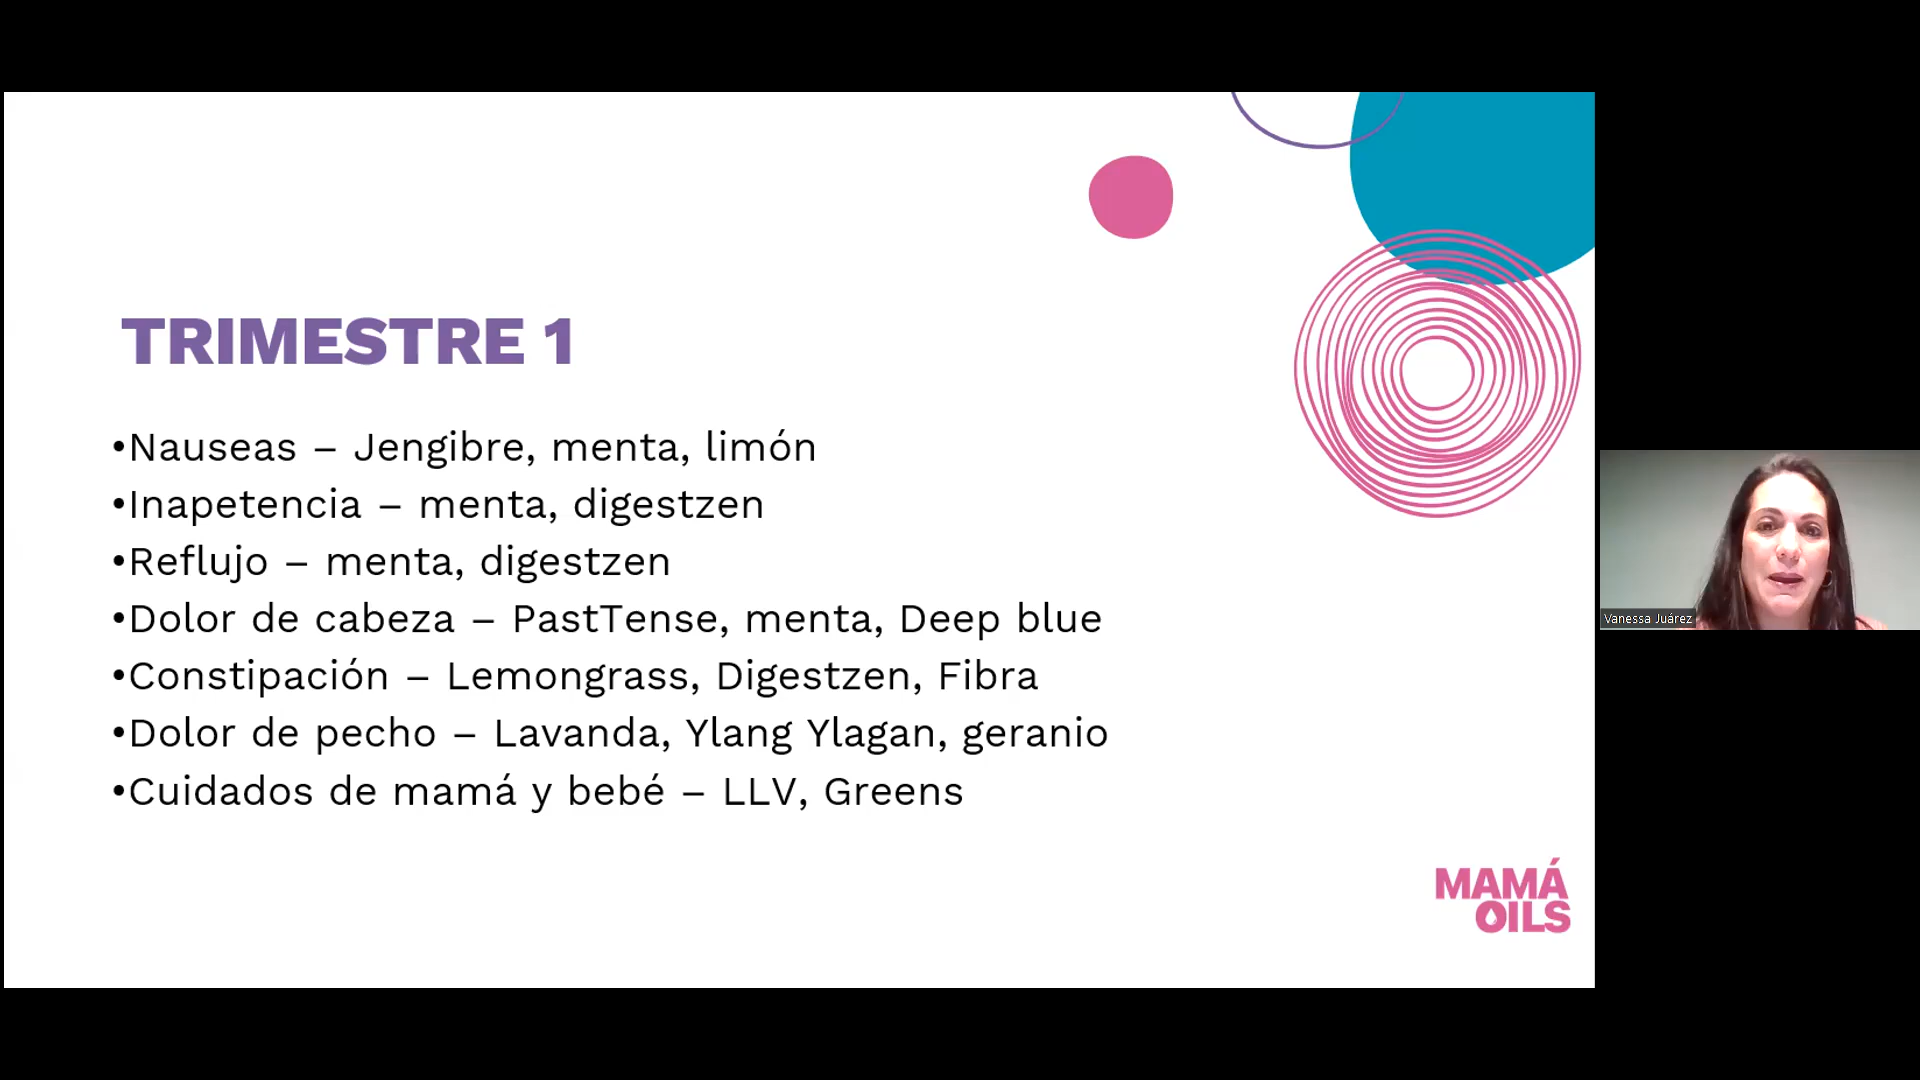 TRIMESTRE 1
•Nauseas – Jengibre, menta, limón
•Inapetencia – menta, digestzen
•Reflujo – menta, digestzen
•Dolor de cabeza – PastTense, menta, Deep blue
•Constipación – Lemongrass, Digestzen, Fibra
•Dolor de pecho – Lavanda, Ylang Ylagan, geranio
•Cuidados de mamá y bebé – LLV, Greens
MAMÁ
OILS
Vanessa Juárez